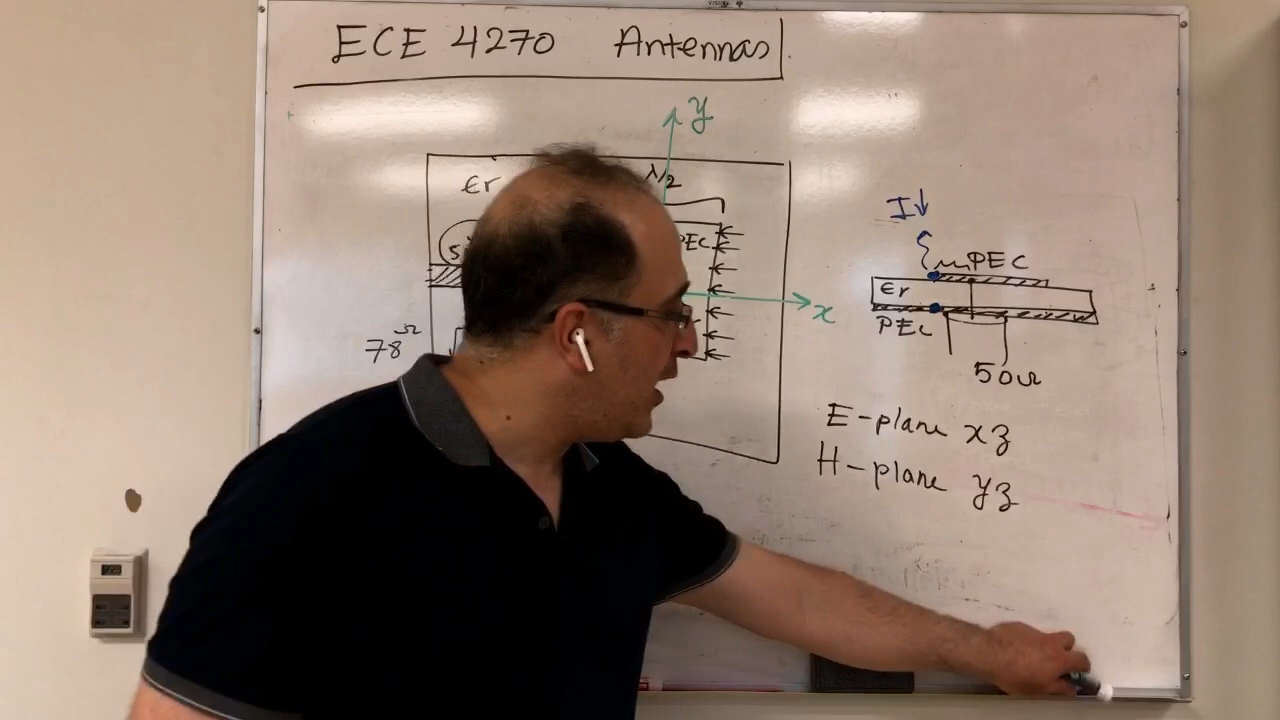 ECE 4270 Antennas
y
εr
λ/2
PEC
x
78Ω
I↓
PEC
εr
PEC
50Ω
E-plane xz
H-plane yz